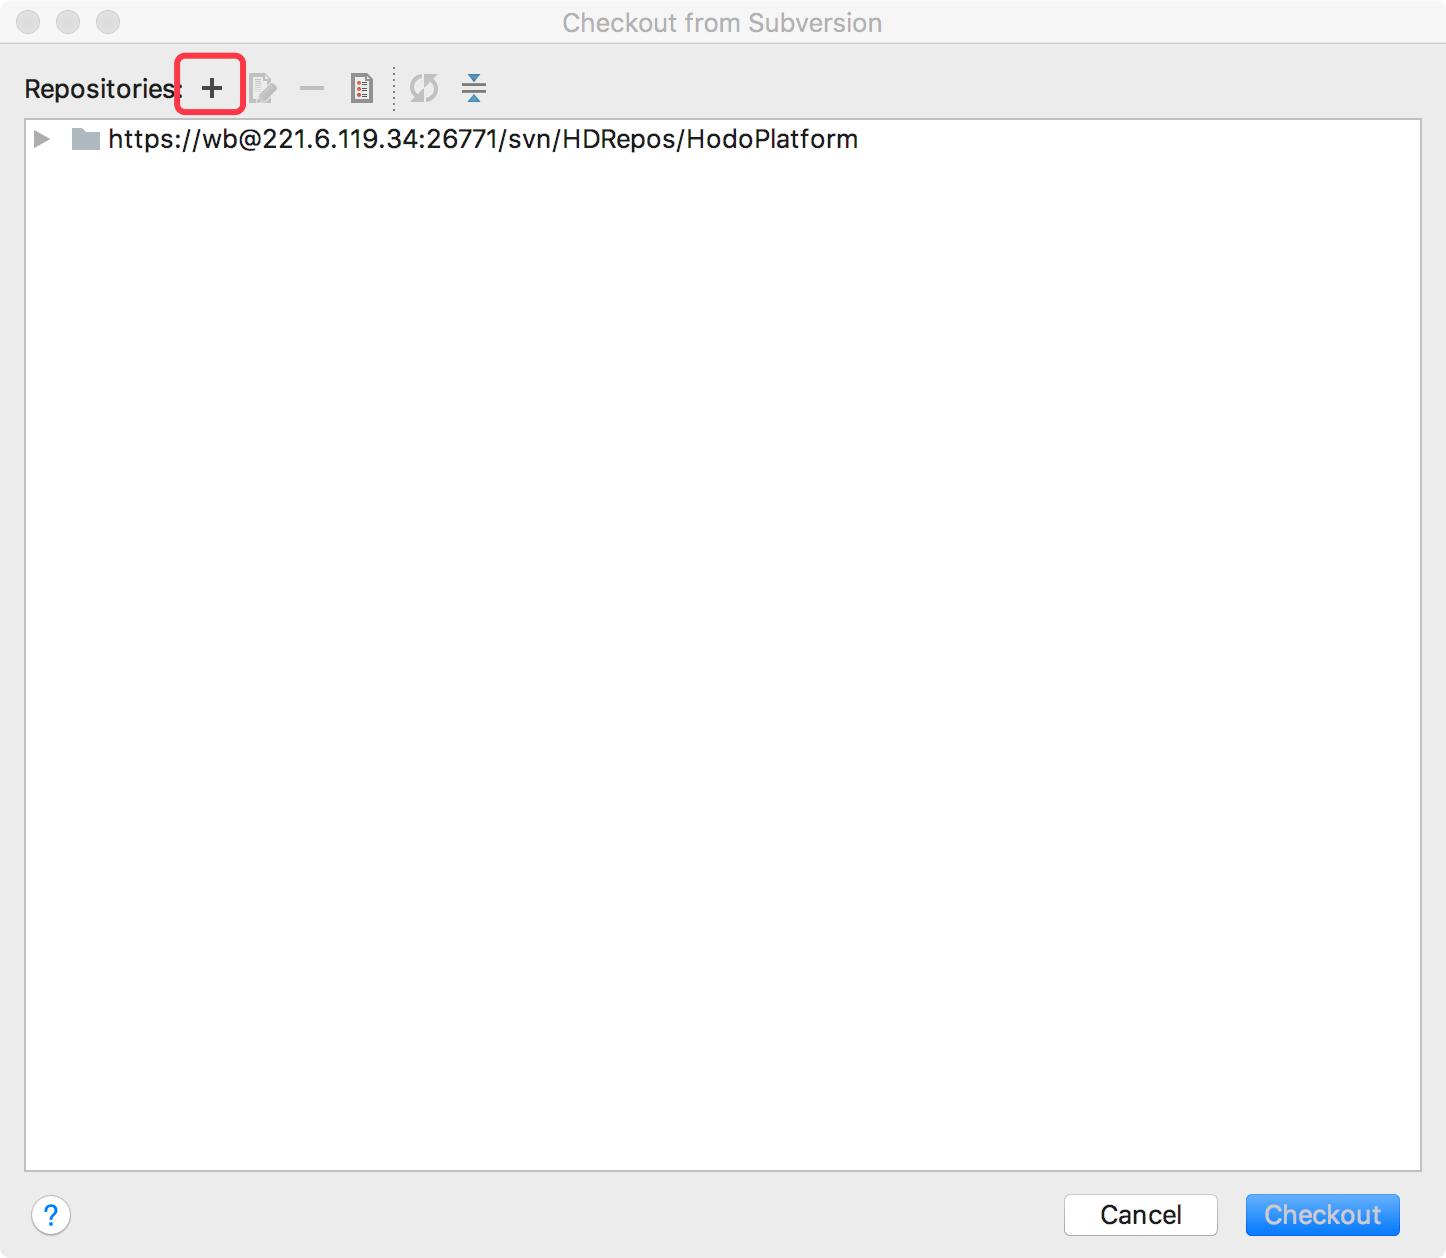 Checkout from Subversion
Repositories:
https://wb@221.6.119.34:26771/svn/HDRepos/HodoPlatform
?
Cancel
Checkout